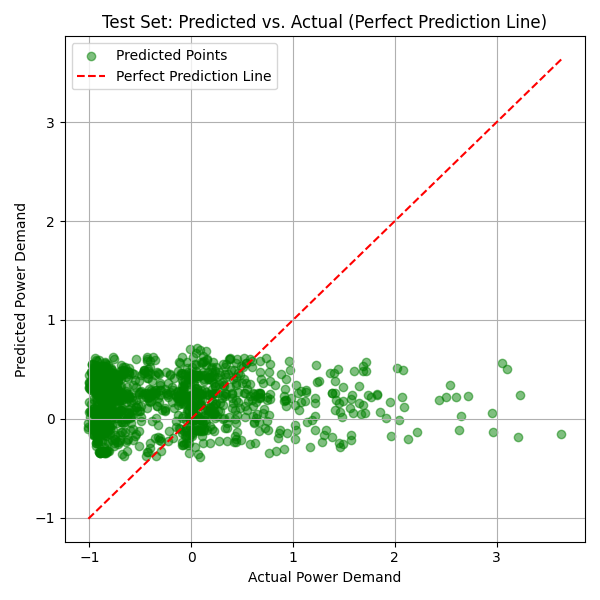 Test Set: Predicted vs. Actual (Perfect Prediction Line)
Predicted Points
Perfect Prediction Line
Predicted Power Demand
3
2
1
0
−1
−1
0
1
2
3
Actual Power Demand